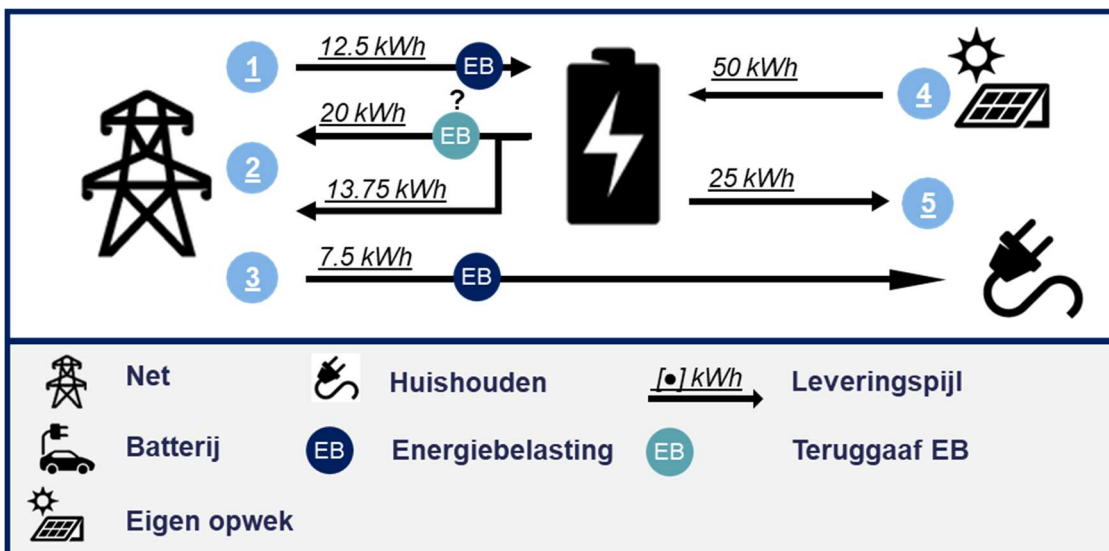 1
12.5 kWh
EB
?
20 kWh
EB
2
13.75 kWh
3
7.5 kWh
EB
50 kWh
4
25 kWh
5
Net
Huishouden
[•] kWh
Leveringspijl
Batterij
EB
Energiebelasting
EB
Teruggaaf EB
Eigen opwek